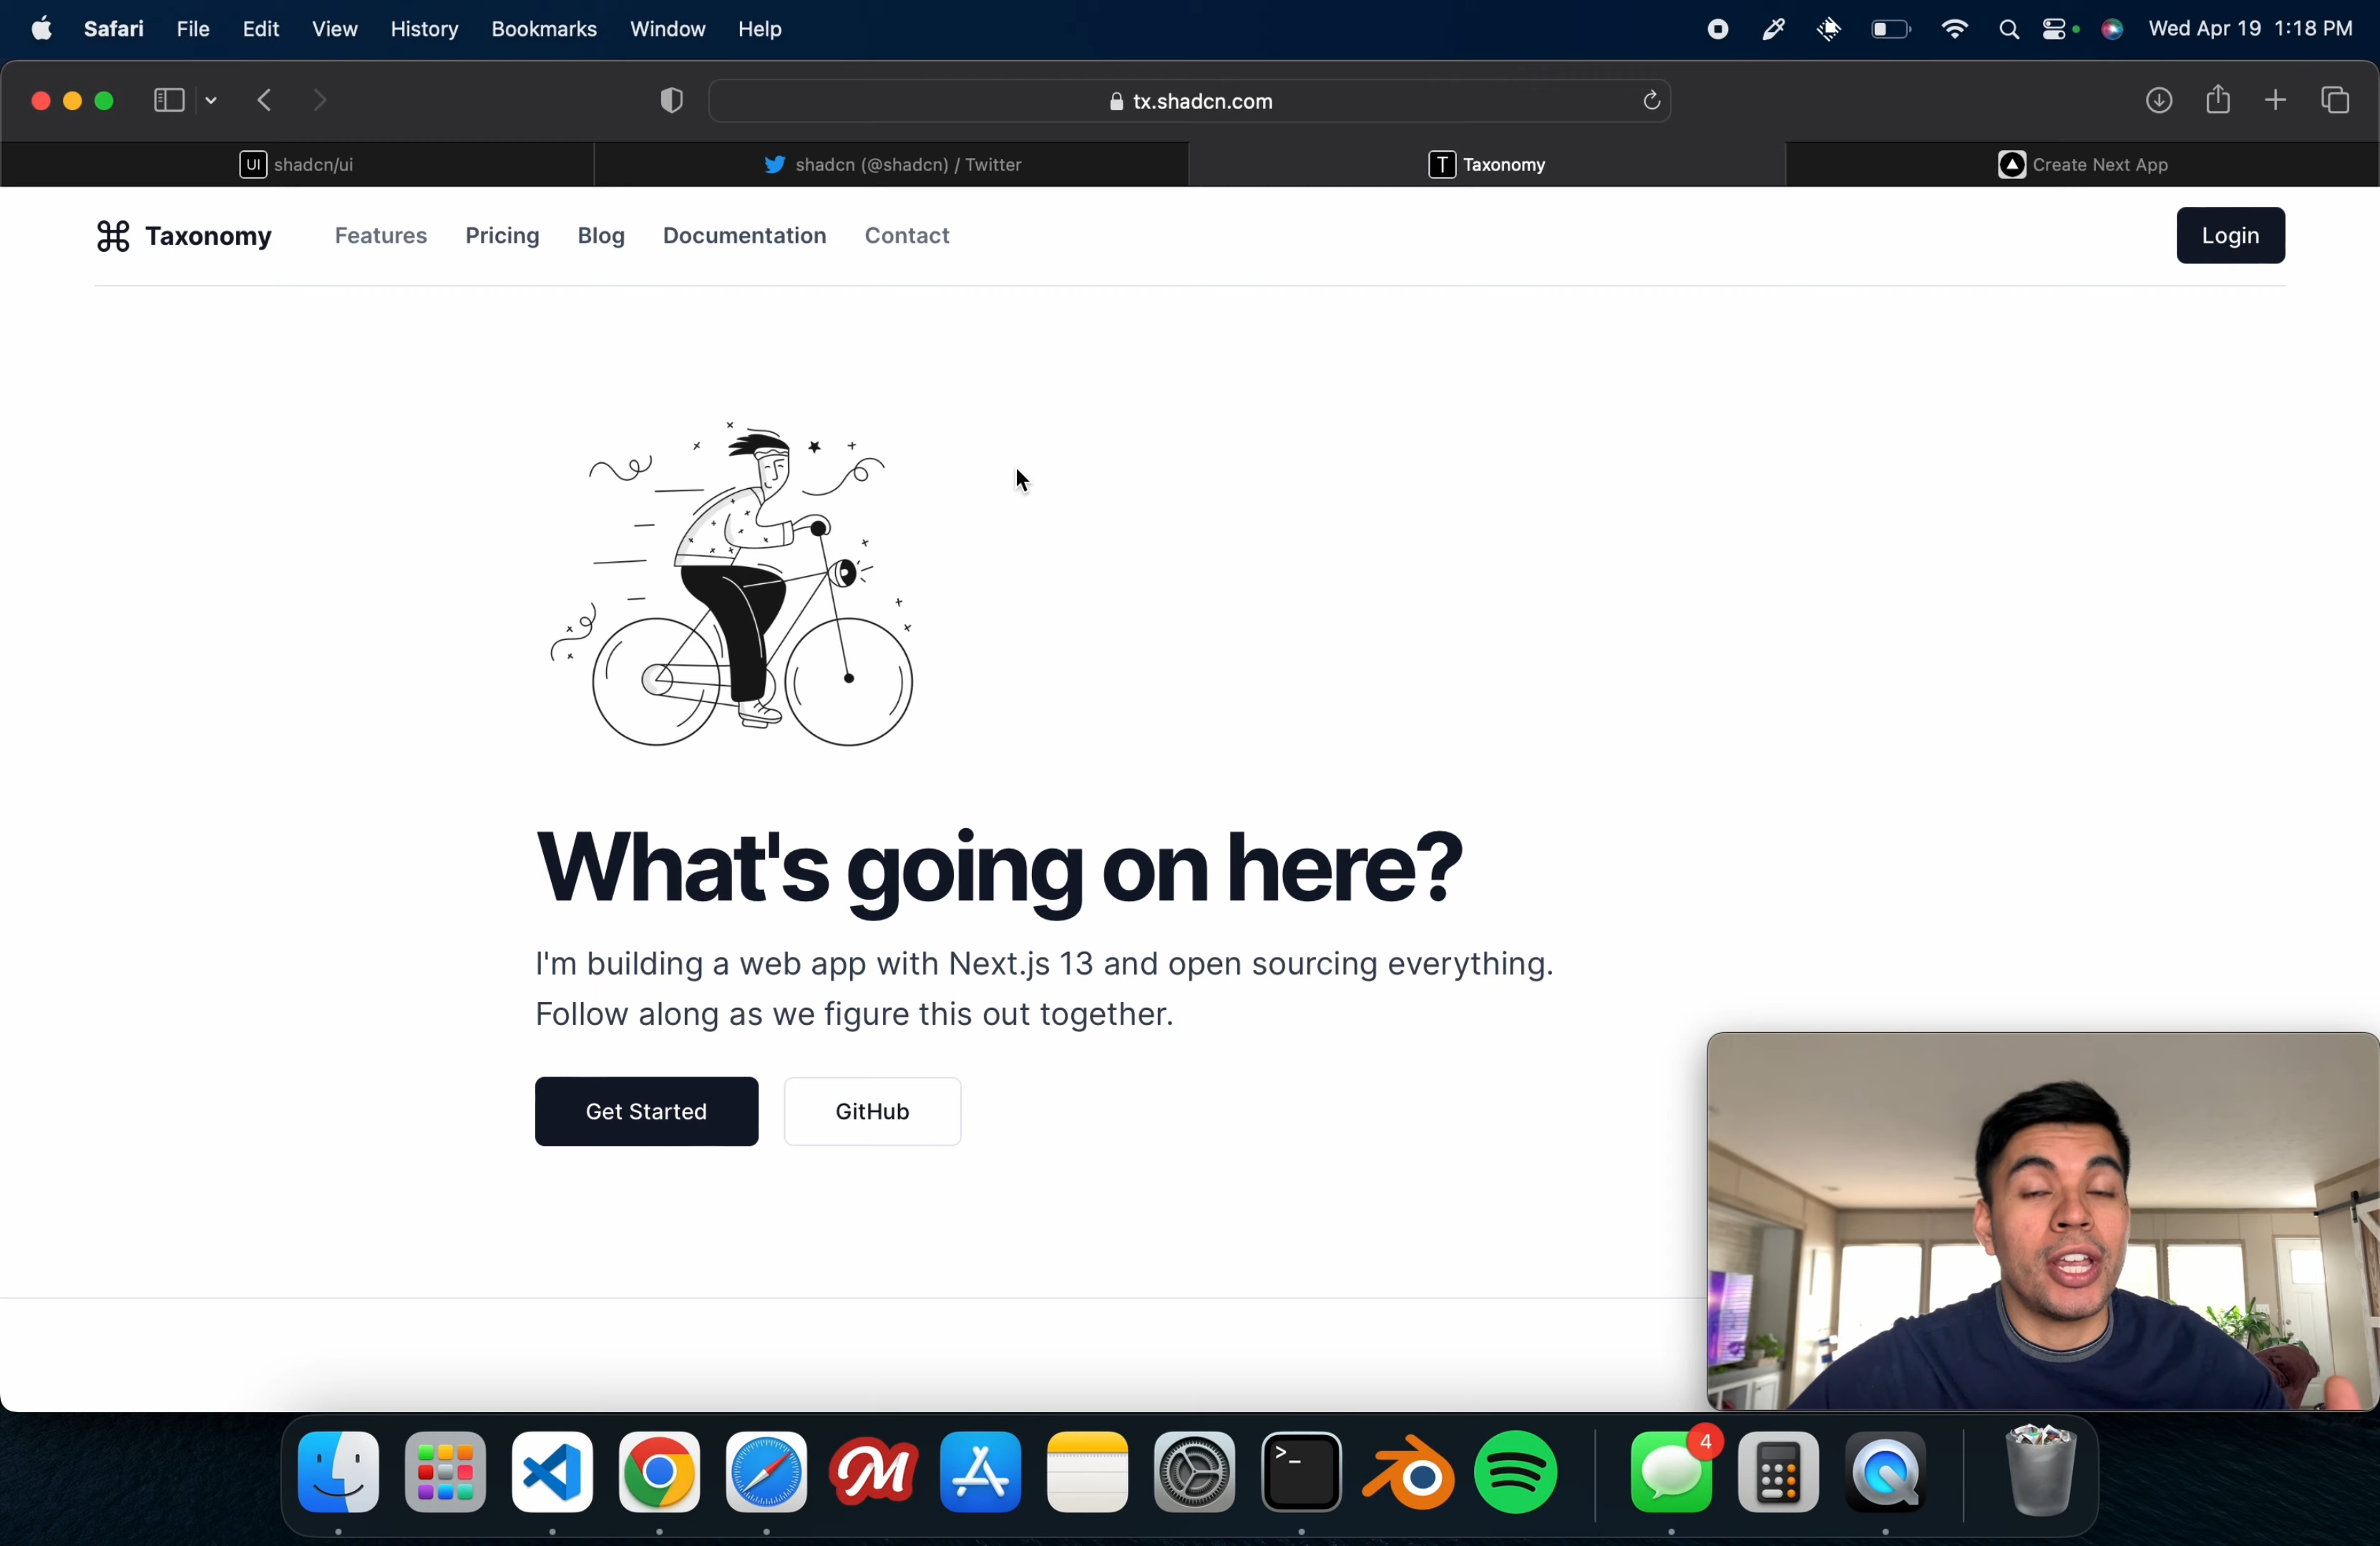 Safari File Edit View History Bookmarks Window Help Wed Apr 19 1:18 PM
tx.shadcn.com
UI shadcn/ui shadcn (@shadcn) / Twitter T Taxonomy Create Next App
Taxonomy Features Pricing Blog Documentation Contact Login
What's going on here?
I'm building a web app with Next.js 13 and open sourcing everything.
Follow along as we figure this out together.
Get Started GitHub
M >_ 4